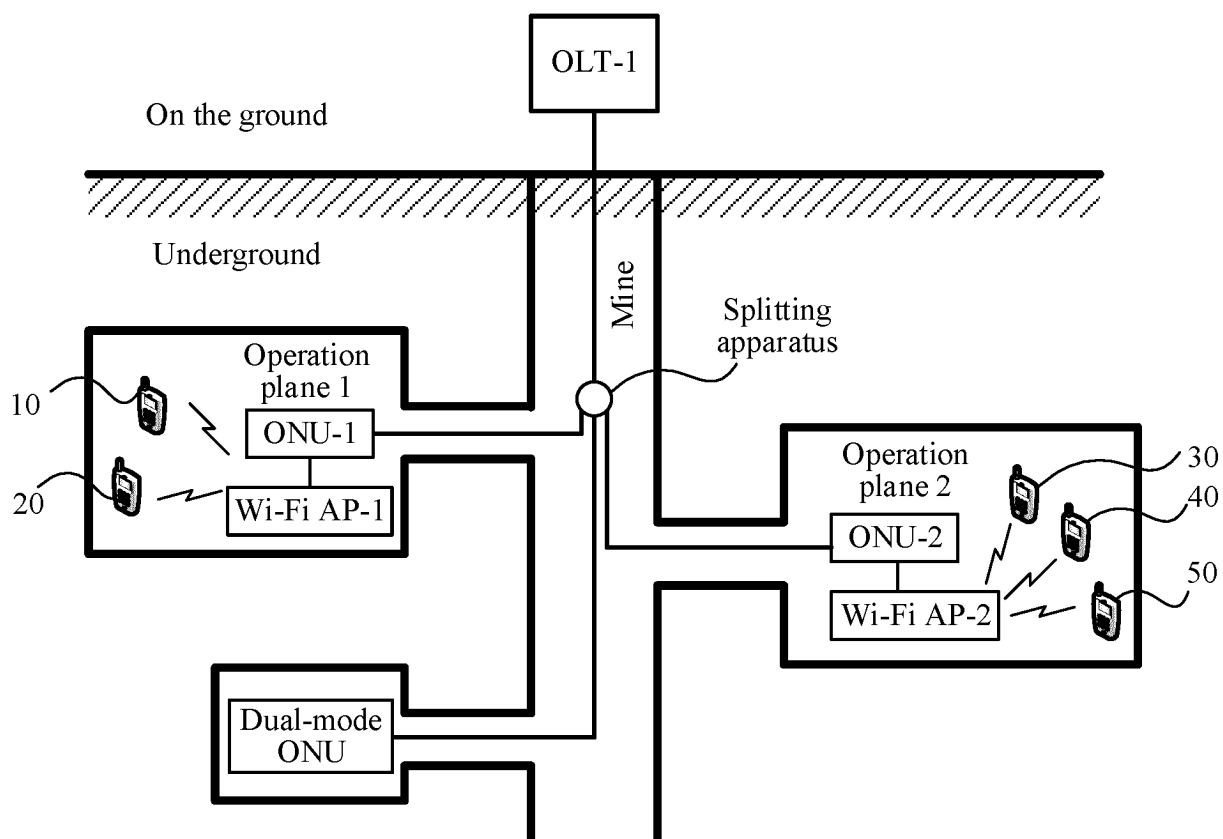 OLT-1
On the ground
Underground
Mine
Splitting
apparatus
Operation
plane 1
10
ONU-1
20
Wi-Fi AP-1
Operation
plane 2
30
40
ONU-2
50
Wi-Fi AP-2
Dual-mode
ONU